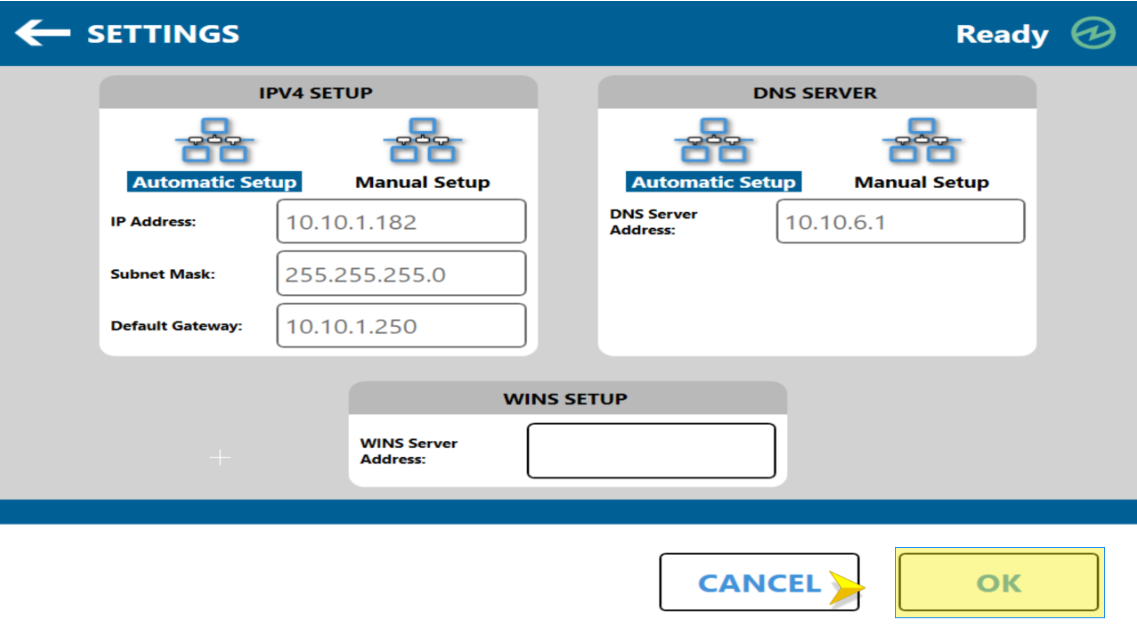 SETTINGS
Ready
IPV4 SETUP
Automatic Setup
Manual Setup
IP Address:
10.10.1.182
Subnet Mask:
255.255.255.0
Default Gateway:
10.10.1.250
DNS SERVER
Automatic Setup
Manual Setup
DNS Server
Address:
10.10.6.1
WINS SETUP
WINS Server
Address:
CANCEL
OK